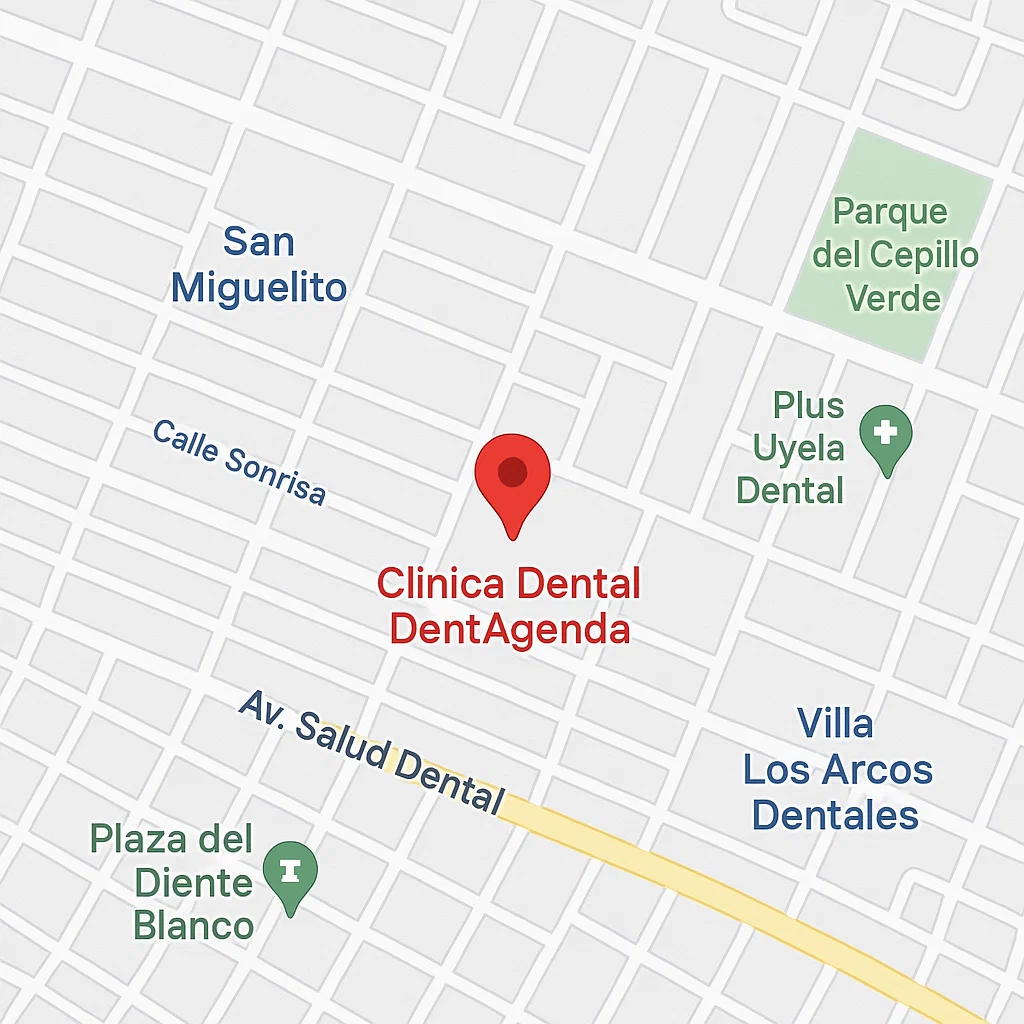 San
Miguelito
Parque
del Cepillo
Verde
Plus
Uyela
Dental
Calle Sonrisa
Clinica Dental
DentAgenda
Av. Salud Dental
Villa
Los Arcos
Dentales
Plaza del
Diente
Blanco